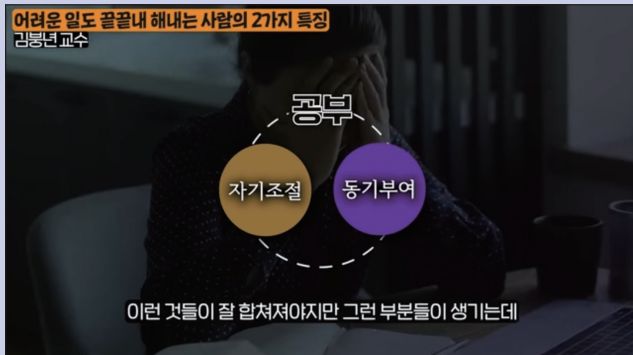 어려운 일도 끝끝내 해내는 사람의 2가지 특징
김붕년 교수
공부
자기조절 동기부여
이런 것들이 잘 합쳐져야지만 그런 부분들이 생기는데